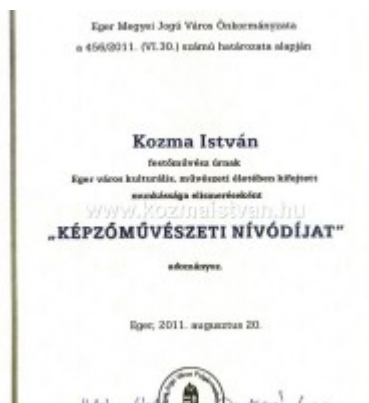 Eger Megyei Jogú Város Önkormányzata
a 456/2011. (VI.30.) számú határozata alapján
Kozma István
festőművész úrnak
Eger város kulturális, művészeti életében kifejtett
munkássága elismeréseként
www.kozmaistvan.hu
„KÉPZŐMŰVÉSZETI NÍVÓDÍJAT”
adományoz.
Eger, 2011. augusztus 20.